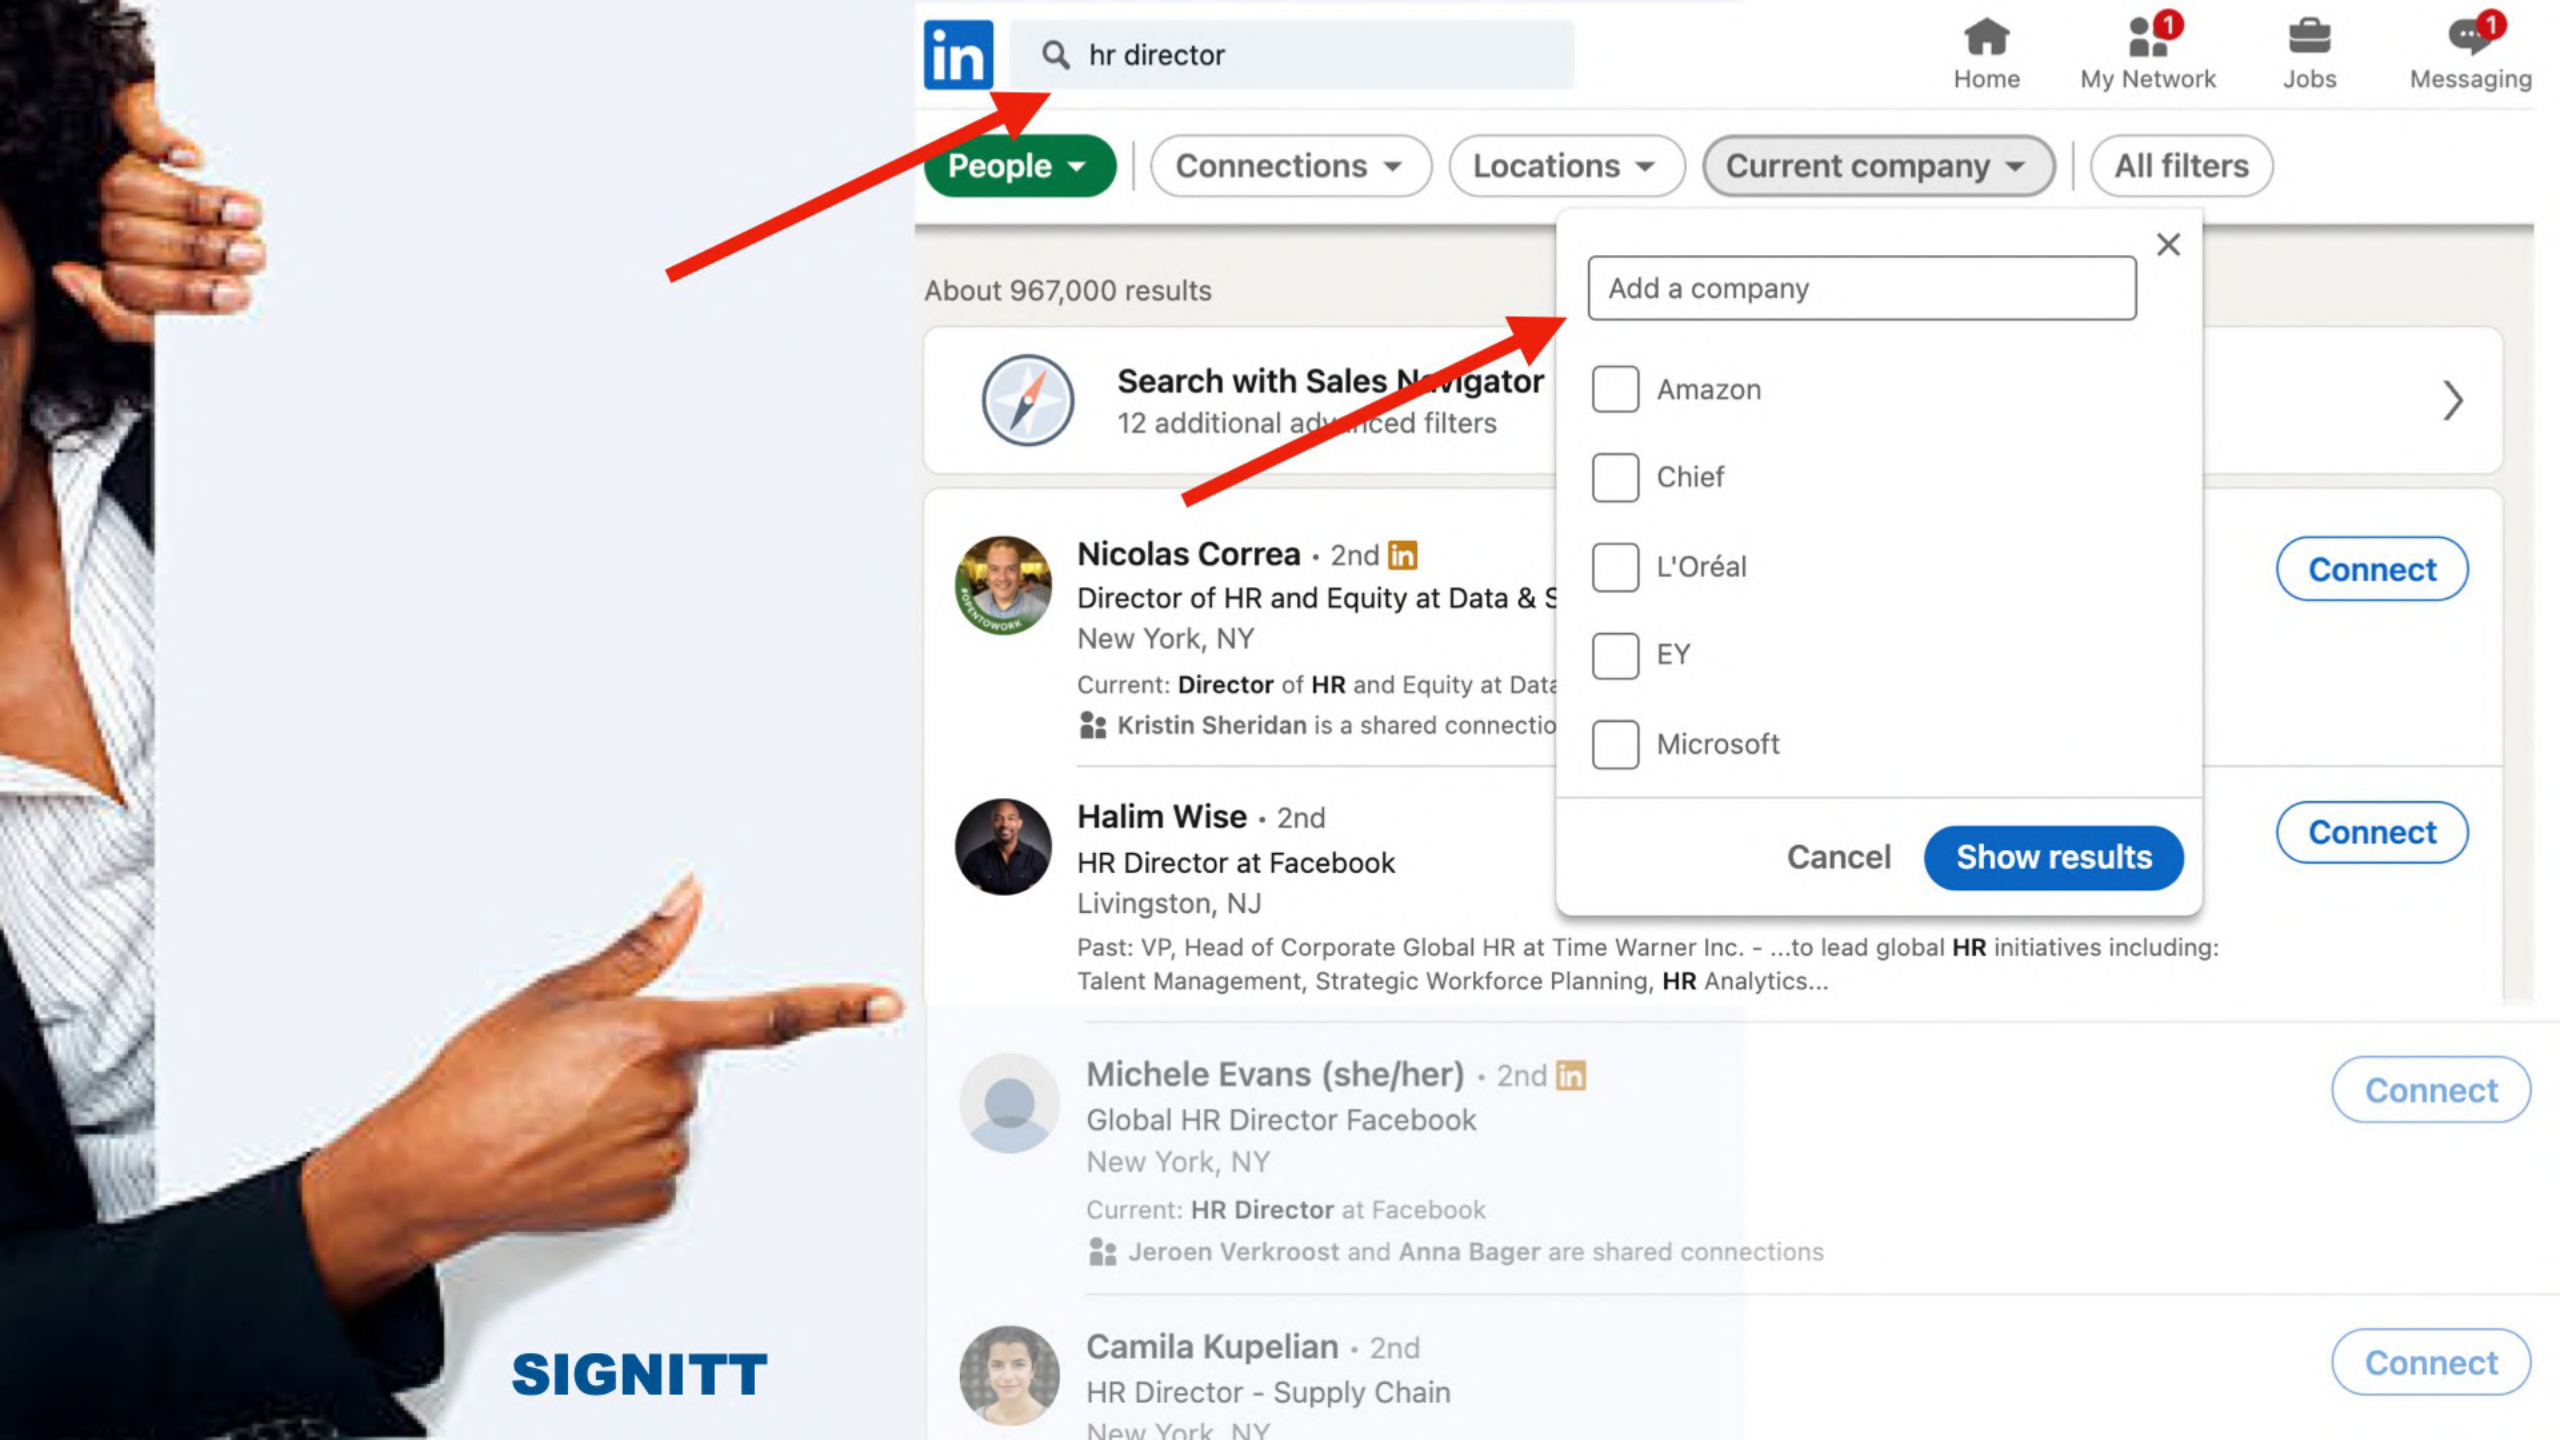 in
hr director
Home
1
My Network
Jobs
1
Messaging
People
Connections
Locations
Current company
All filters
About 967,000 results
Add a company
Search with Sales Navigator
12 additional advanced filters
Amazon
Chief
L'Oréal
EY
Microsoft
Cancel
Show results
#OPENTOWORK
Nicolas Correa • 2nd in
Director of HR and Equity at Data & S
New York, NY
Current: Director of HR and Equity at Data
Kristin Sheridan is a shared connectio
Connect
Halim Wise • 2nd
HR Director at Facebook
Livingston, NJ
Past: VP, Head of Corporate Global HR at Time Warner Inc. - ...to lead global HR initiatives including:
Talent Management, Strategic Workforce Planning, HR Analytics...
Connect
Michele Evans (she/her) • 2nd in
Global HR Director Facebook
New York, NY
Current: HR Director at Facebook
Jeroen Verkroost and Anna Bager are shared connections
Connect
Camila Kupelian • 2nd
HR Director - Supply Chain
New York, NY
Connect
SIGNITT